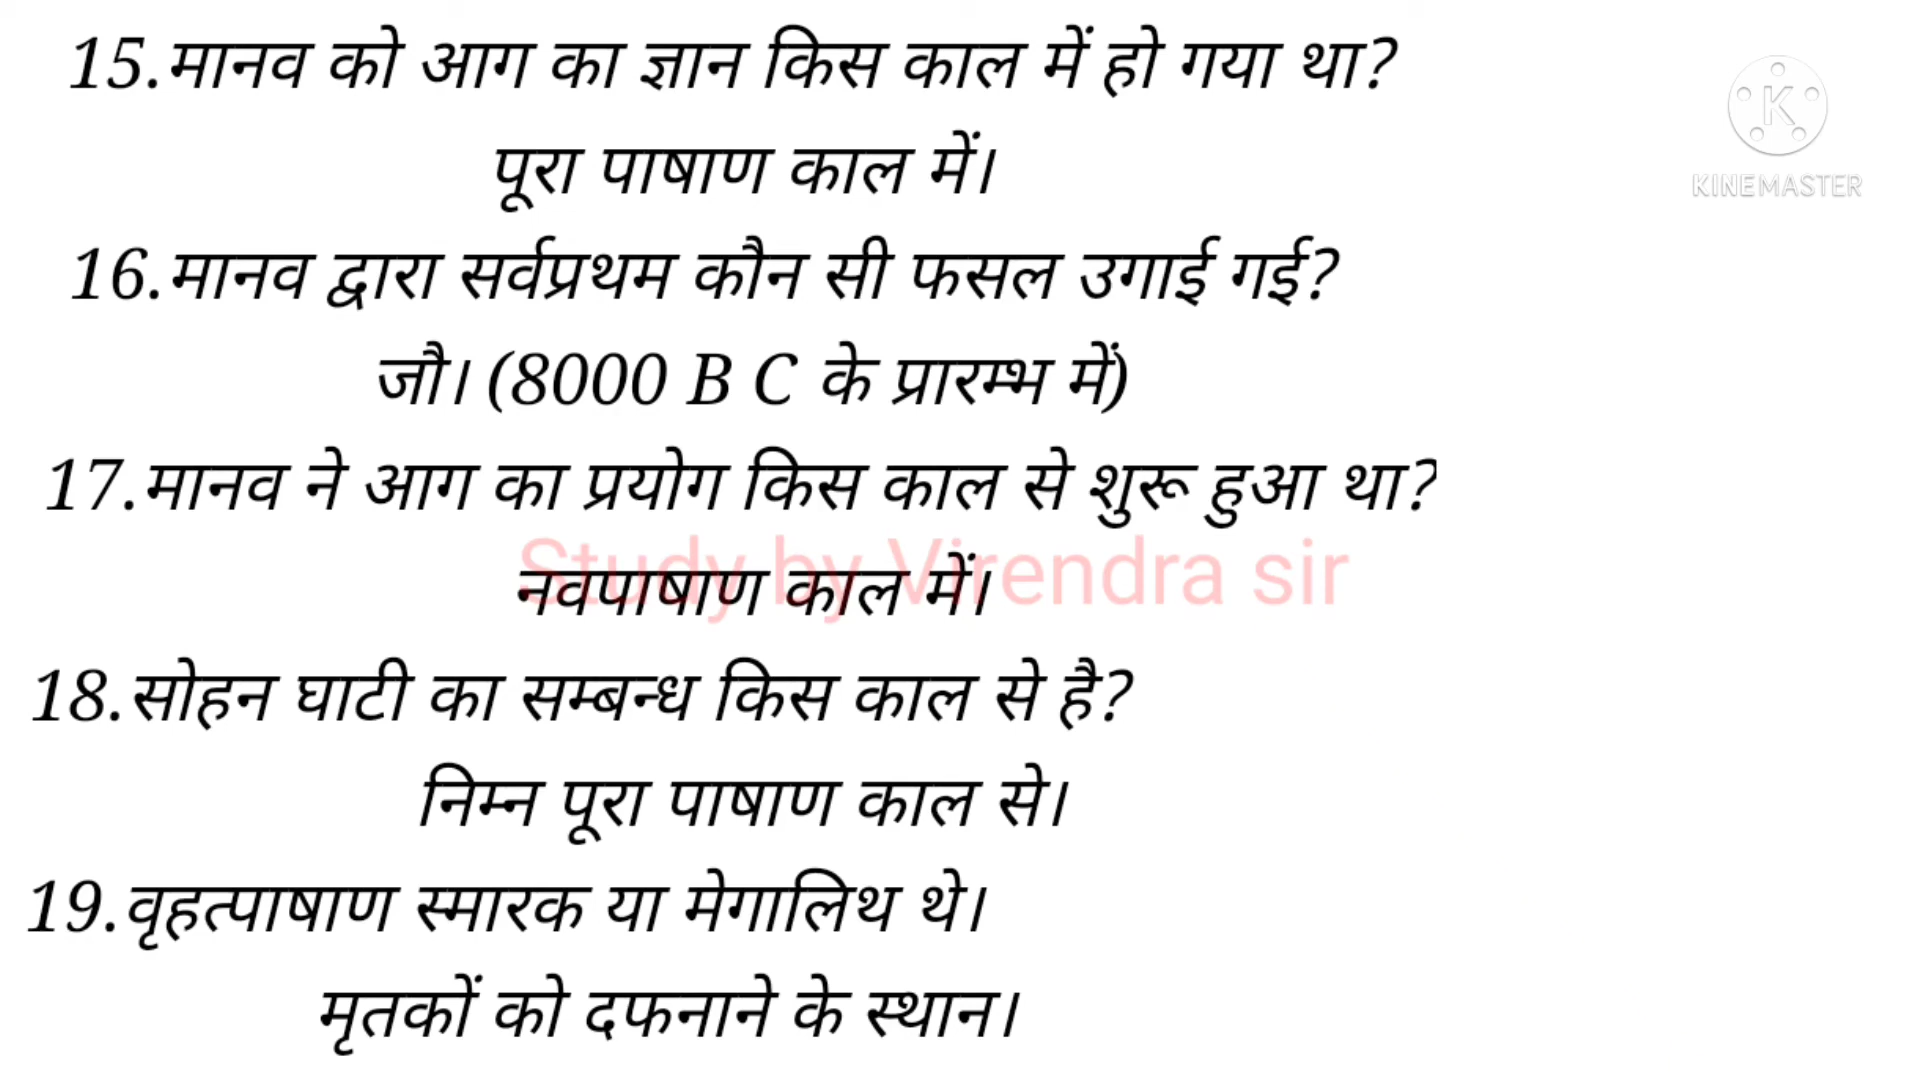 15.मानव को आग का ज्ञान किस काल में हो गया था?
K
KINEMASTER
पूरा पाषाण काल में।
16.मानव द्वारा सर्वप्रथम कौन सी फसल उगाई गई?
जौ। (8000 B C के प्रारम्भ में)
17.मानव ने आग का प्रयोग किस काल से शुरू हुआ था?
Study by Virendra sir
नवपाषाण काल में।
18.सोहन घाटी का सम्बन्ध किस काल से है?
निम्न पूरा पाषाण काल से।
19.वृहत्पाषाण स्मारक या मेगालिथ थे।
मृतकों को दफनाने के स्थान।